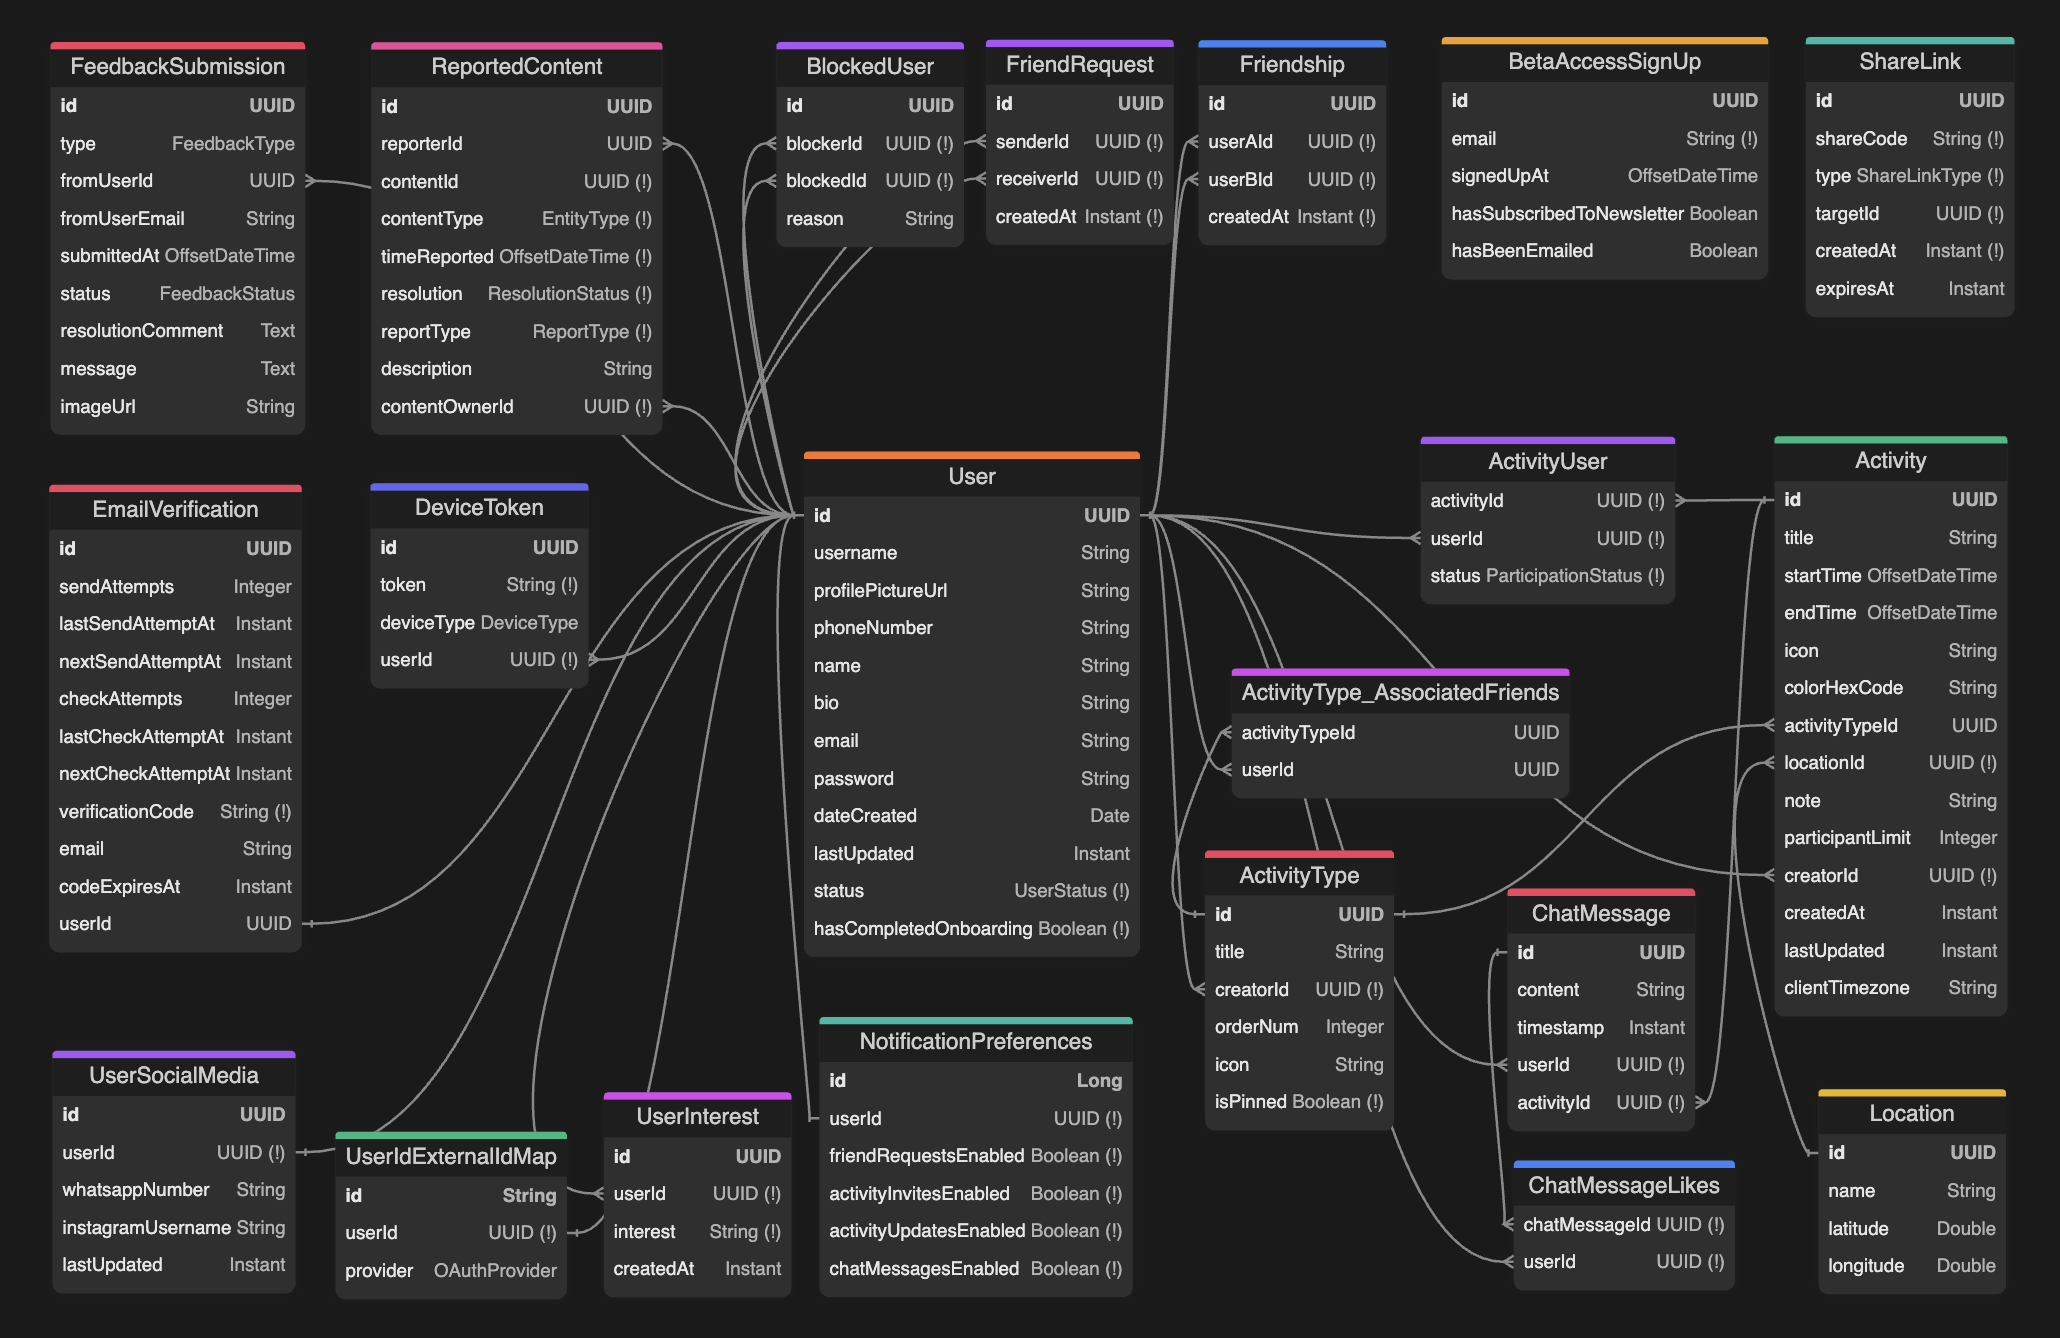 FeedbackSubmission
id UUID
type FeedbackType
fromUserId UUID
fromUserEmail String
submittedAt OffsetDateTime
status FeedbackStatus
resolutionComment Text
message Text
imageUrl String
ReportedContent
id UUID
reporterId UUID
contentId UUID (!)
contentType EntityType (!)
timeReported OffsetDateTime (!)
resolution ResolutionStatus (!)
reportType ReportType (!)
description String
contentOwnerId UUID (!)
BlockedUser
id UUID
blockerId UUID (!)
blockedId UUID (!)
reason String
FriendRequest
id UUID
senderId UUID (!)
receiverId UUID (!)
createdAt Instant (!)
Friendship
id UUID
userAId UUID (!)
userBId UUID (!)
createdAt Instant (!)
BetaAccessSignUp
id UUID
email String (!)
signedUpAt OffsetDateTime
hasSubscribedToNewsletter Boolean
hasBeenEmailed Boolean
ShareLink
id UUID
shareCode String (!)
type ShareLinkType (!)
targetId UUID (!)
createdAt Instant (!)
expiresAt Instant
EmailVerification
id UUID
sendAttempts Integer
lastSendAttemptAt Instant
nextSendAttemptAt Instant
checkAttempts Integer
lastCheckAttemptAt Instant
nextCheckAttemptAt Instant
verificationCode String (!)
email String
codeExpiresAt Instant
userId UUID
DeviceToken
id UUID
token String (!)
deviceType DeviceType
userId UUID (!)
User
id UUID
username String
profilePictureUrl String
phoneNumber String
name String
bio String
email String
password String
dateCreated Date
lastUpdated Instant
status UserStatus (!)
hasCompletedOnboarding Boolean (!)
ActivityUser
activityId UUID (!)
userId UUID (!)
status ParticipationStatus (!)
Activity
id UUID
title String
startTime OffsetDateTime
endTime OffsetDateTime
icon String
colorHexCode String
activityTypeId UUID
locationId UUID (!)
note String
participantLimit Integer
creatorId UUID (!)
createdAt Instant
lastUpdated Instant
clientTimezone String
ActivityType_AssociatedFriends
activityTypeId UUID
userId UUID
ActivityType
id UUID
title String
creatorId UUID (!)
orderNum Integer
icon String
isPinned Boolean (!)
ChatMessage
id UUID
content String
timestamp Instant
userId UUID (!)
activityId UUID (!)
UserSocialMedia
id UUID
userId UUID (!)
whatsappNumber String
instagramUsername String
lastUpdated Instant
UserIdExternalIdMap
id String
userId UUID (!)
provider OAuthProvider
UserInterest
id UUID
userId UUID (!)
interest String (!)
createdAt Instant
NotificationPreferences
id Long
userId UUID (!)
friendRequestsEnabled Boolean (!)
activityInvitesEnabled Boolean (!)
activityUpdatesEnabled Boolean (!)
chatMessagesEnabled Boolean (!)
ChatMessageLikes
chatMessageId UUID (!)
userId UUID (!)
Location
id UUID
name String
latitude Double
longitude Double